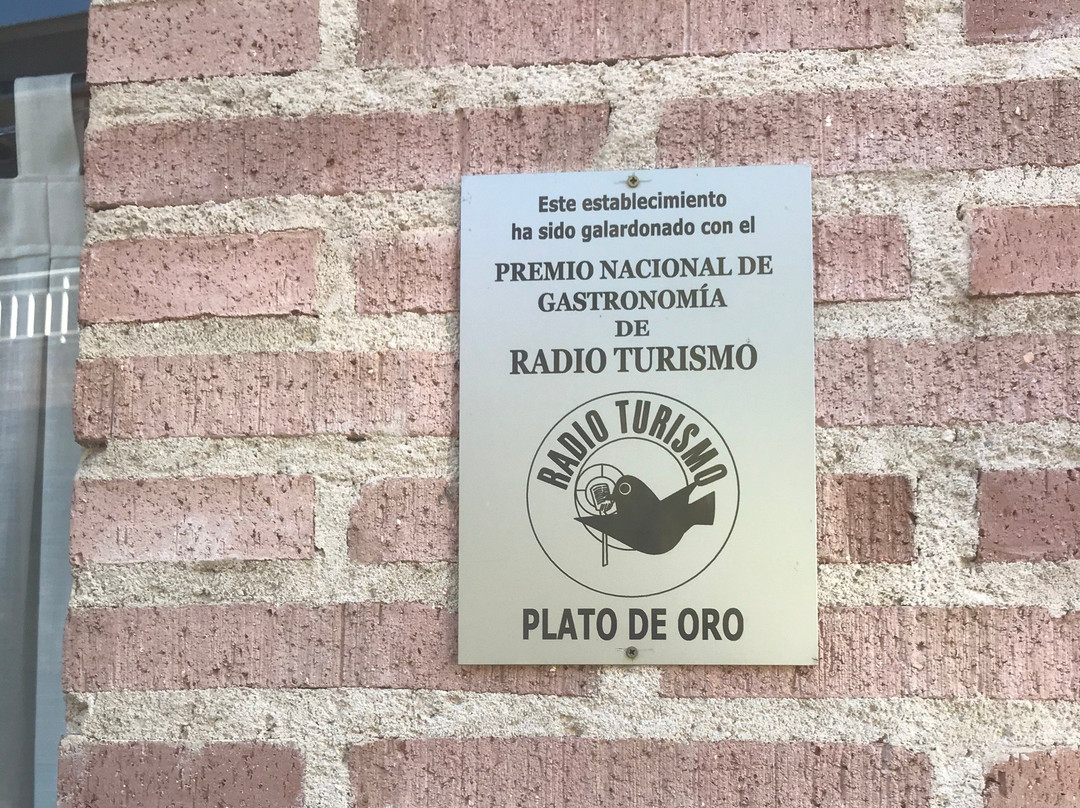 Este establecimiento
ha sido galardonado con el
PREMIO NACIONAL DE
GASTRONOMÍA
DE
RADIO TURISMO
RADIO TURISMO
PLATO DE ORO